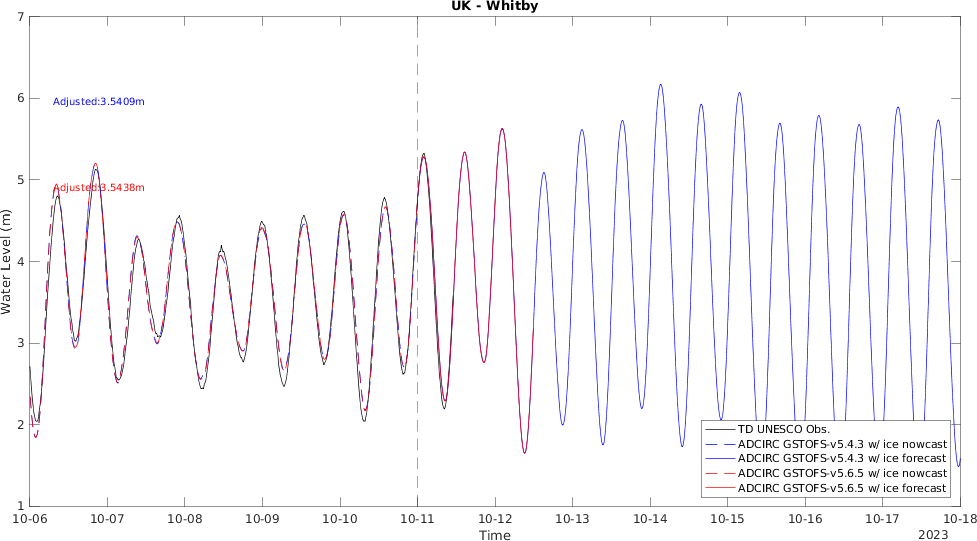 UK - Whitby
7
6
5
4
3
2
1
Water Level (m)
Adjusted:3.5409m
Adjusted:3.5438m
TD UNESCO Obs.
ADCIRC GSTOFS-v5.4.3 w/ ice nowcast
ADCIRC GSTOFS-v5.4.3 w/ ice forecast
ADCIRC GSTOFS-v5.6.5 w/ ice nowcast
ADCIRC GSTOFS-v5.6.5 w/ ice forecast
10-06 10-07 10-08 10-09 10-10 10-11 10-12 10-13 10-14 10-15 10-16 10-17 10-18
Time
2023